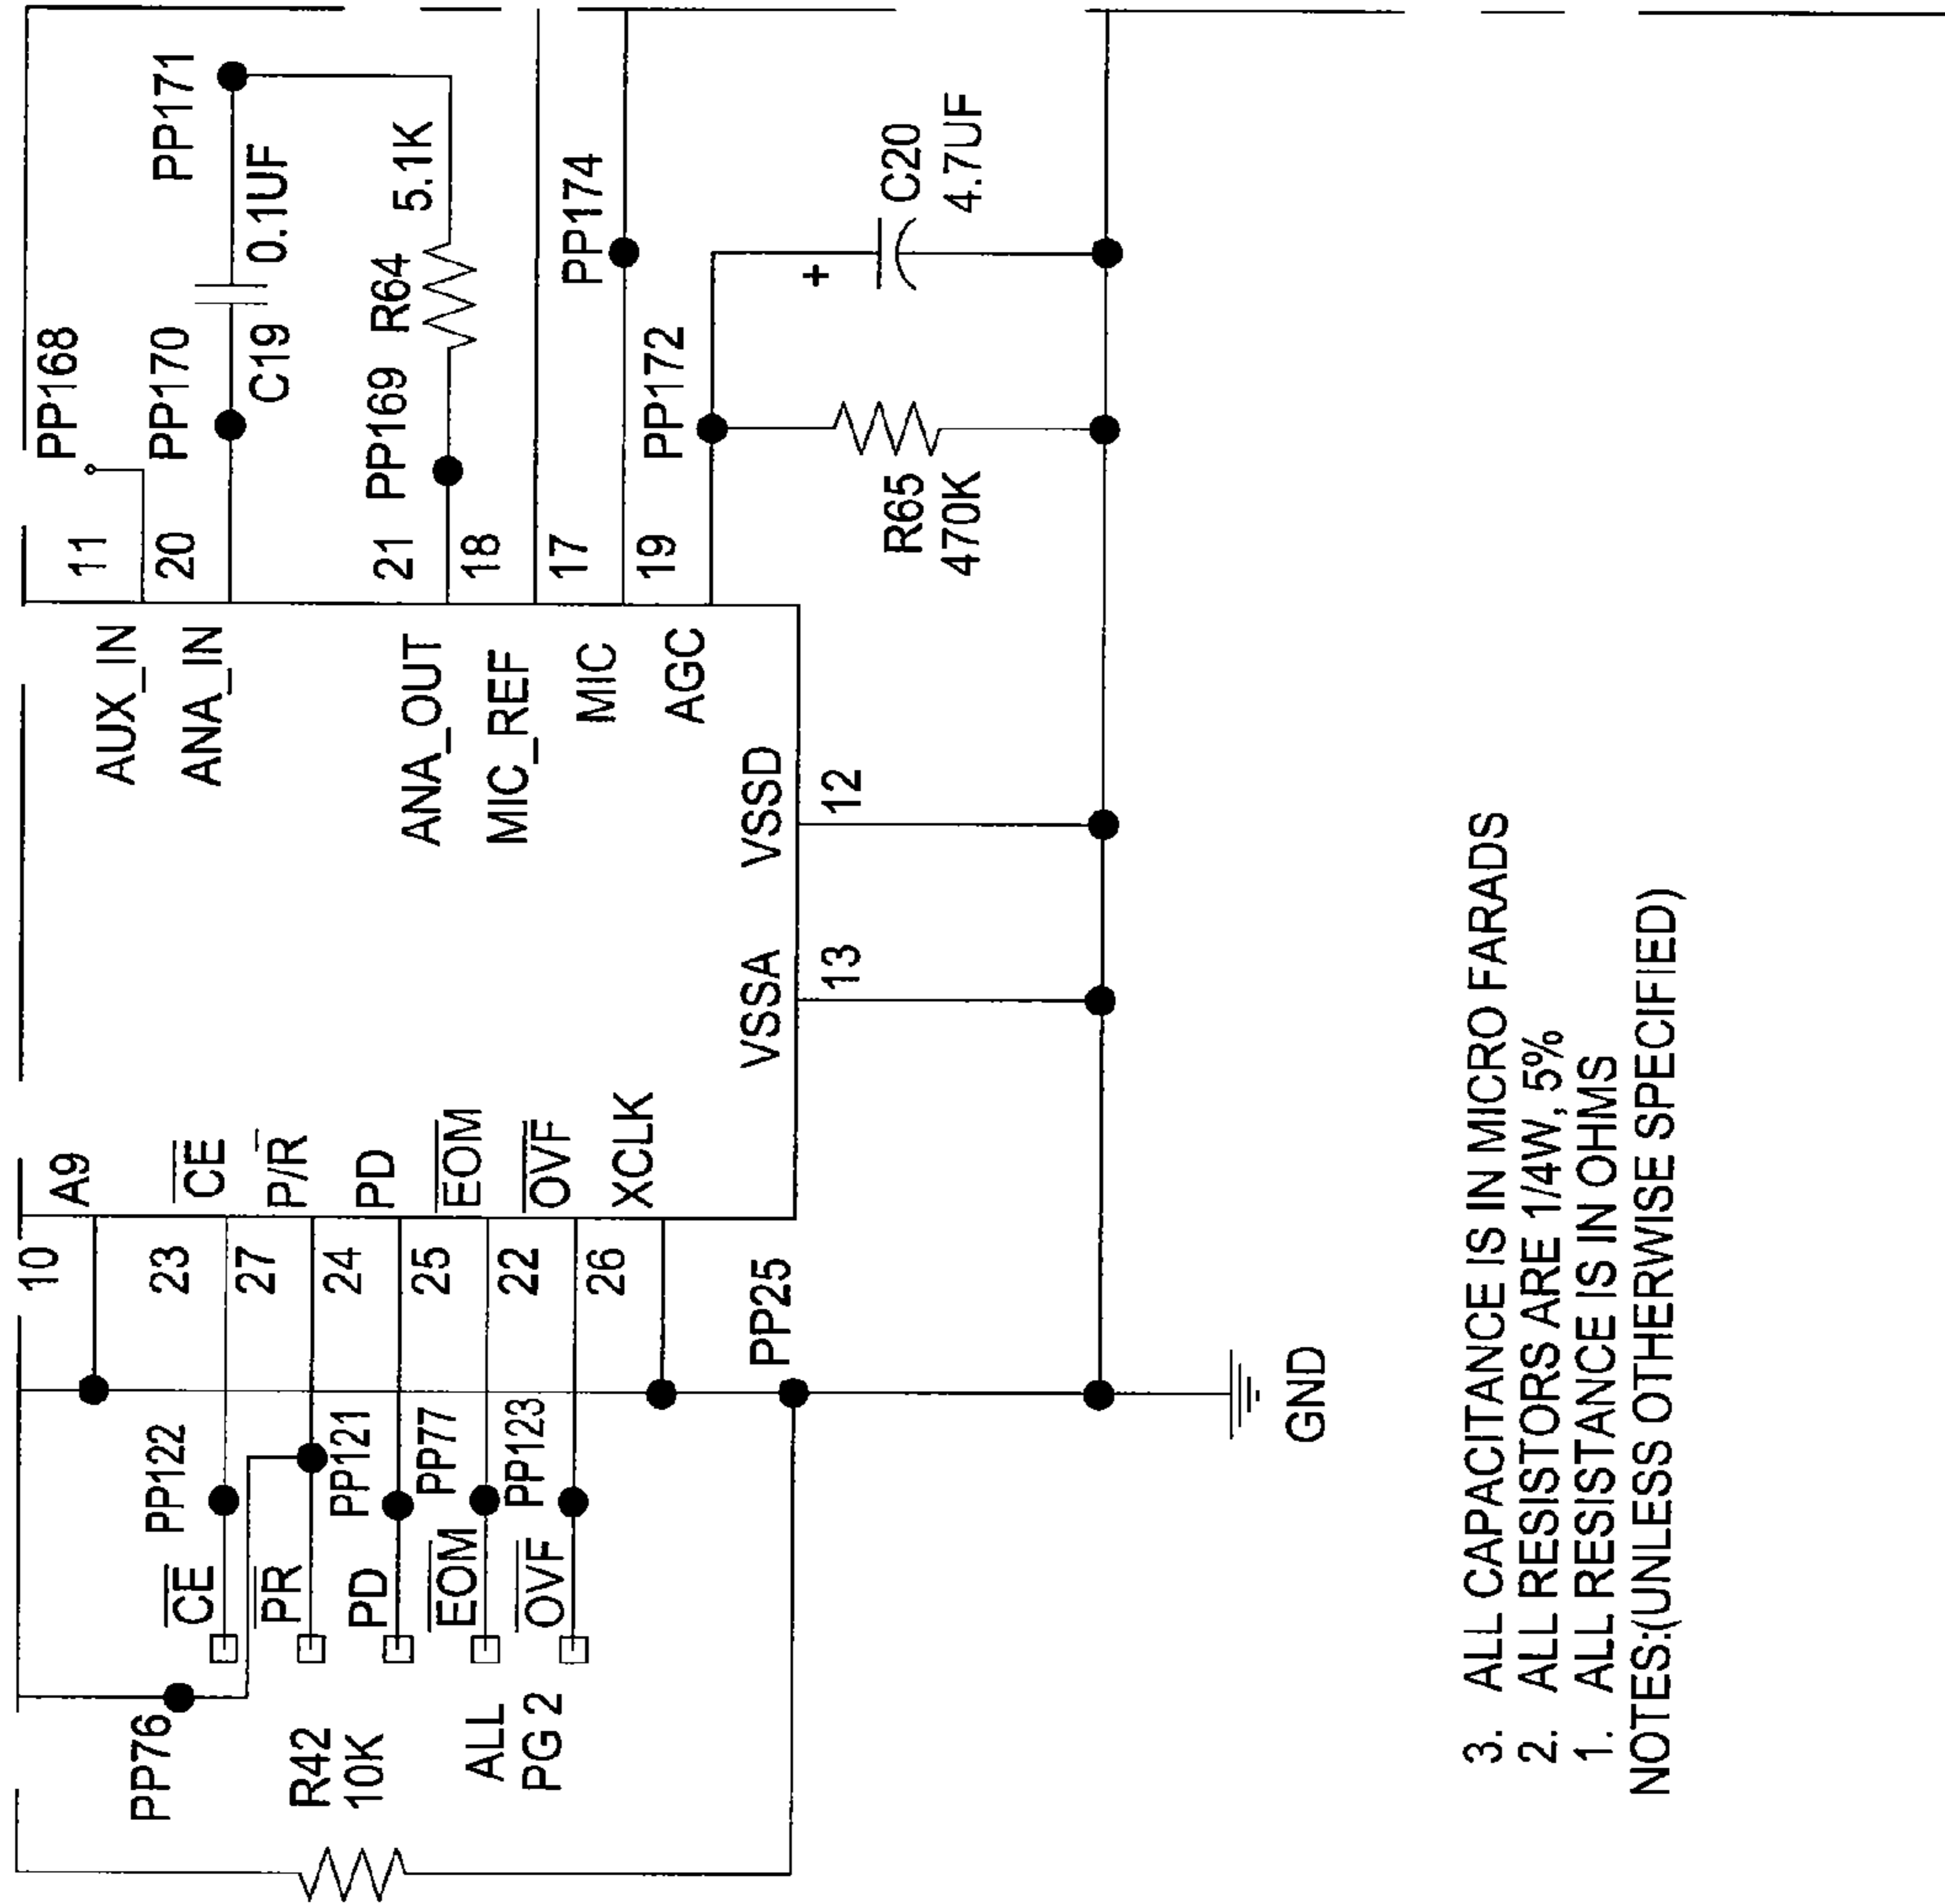 10
A9
AUX_IN
11
PP168
PP122
23
CE
ANA_IN
20
PP170
PP171
PP76
CE
27
P/R
C19
0.1UF
PR
24
PD
ANA_OUT
21
PP169
R64
5.1K
R42
10K
PD
PP121
25
EOM
MIC_REF
18
EOM
PP77
22
OVF
MIC
17
PP174
ALL
PG 2
OVF
PP123
26
XCLK
AGC
19
PP172
PP25
VSSA
VSSD
+
13
12
R65
470K
C20
4.7UF
GND
3. ALL CAPACITANCE IS IN MICRO FARADS
2. ALL RESISTORS ARE 1/4W, 5%
1. ALL RESISTANCE IS IN OHMS
NOTES:(UNLESS OTHERWISE SPECIFIED)